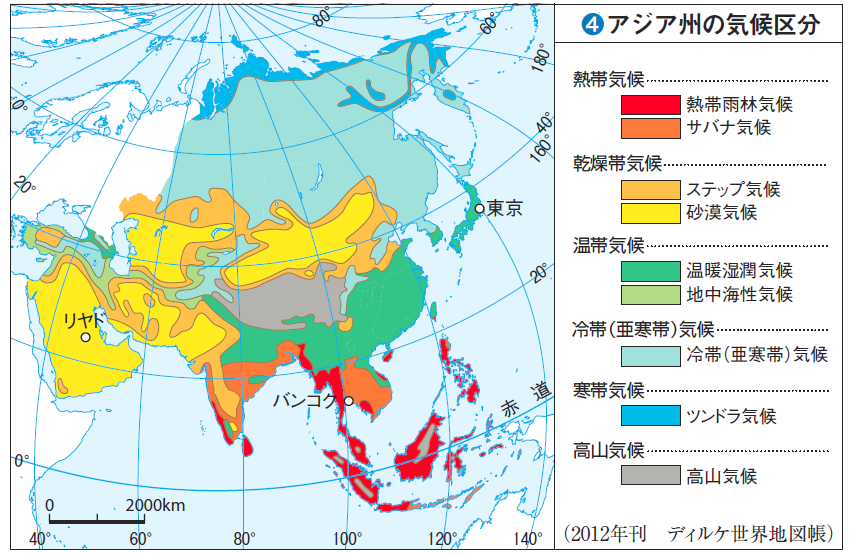 80°
60°
180°
40°
160°
0°
20°
東京
20°
リヤド
バンコク
赤道
0°
0 2000km
40° 60° 80° 100° 120° 140°
❹アジア州の気候区分
熱帯気候
熱帯雨林気候
サバナ気候
乾燥帯気候
ステップ気候
砂漠気候
温帯気候
温暖湿潤気候
地中海性気候
冷帯(亜寒帯)気候
冷帯(亜寒帯)気候
寒帯気候
ツンドラ気候
高山気候
高山気候
(2012年刊 ディルケ世界地図帳)